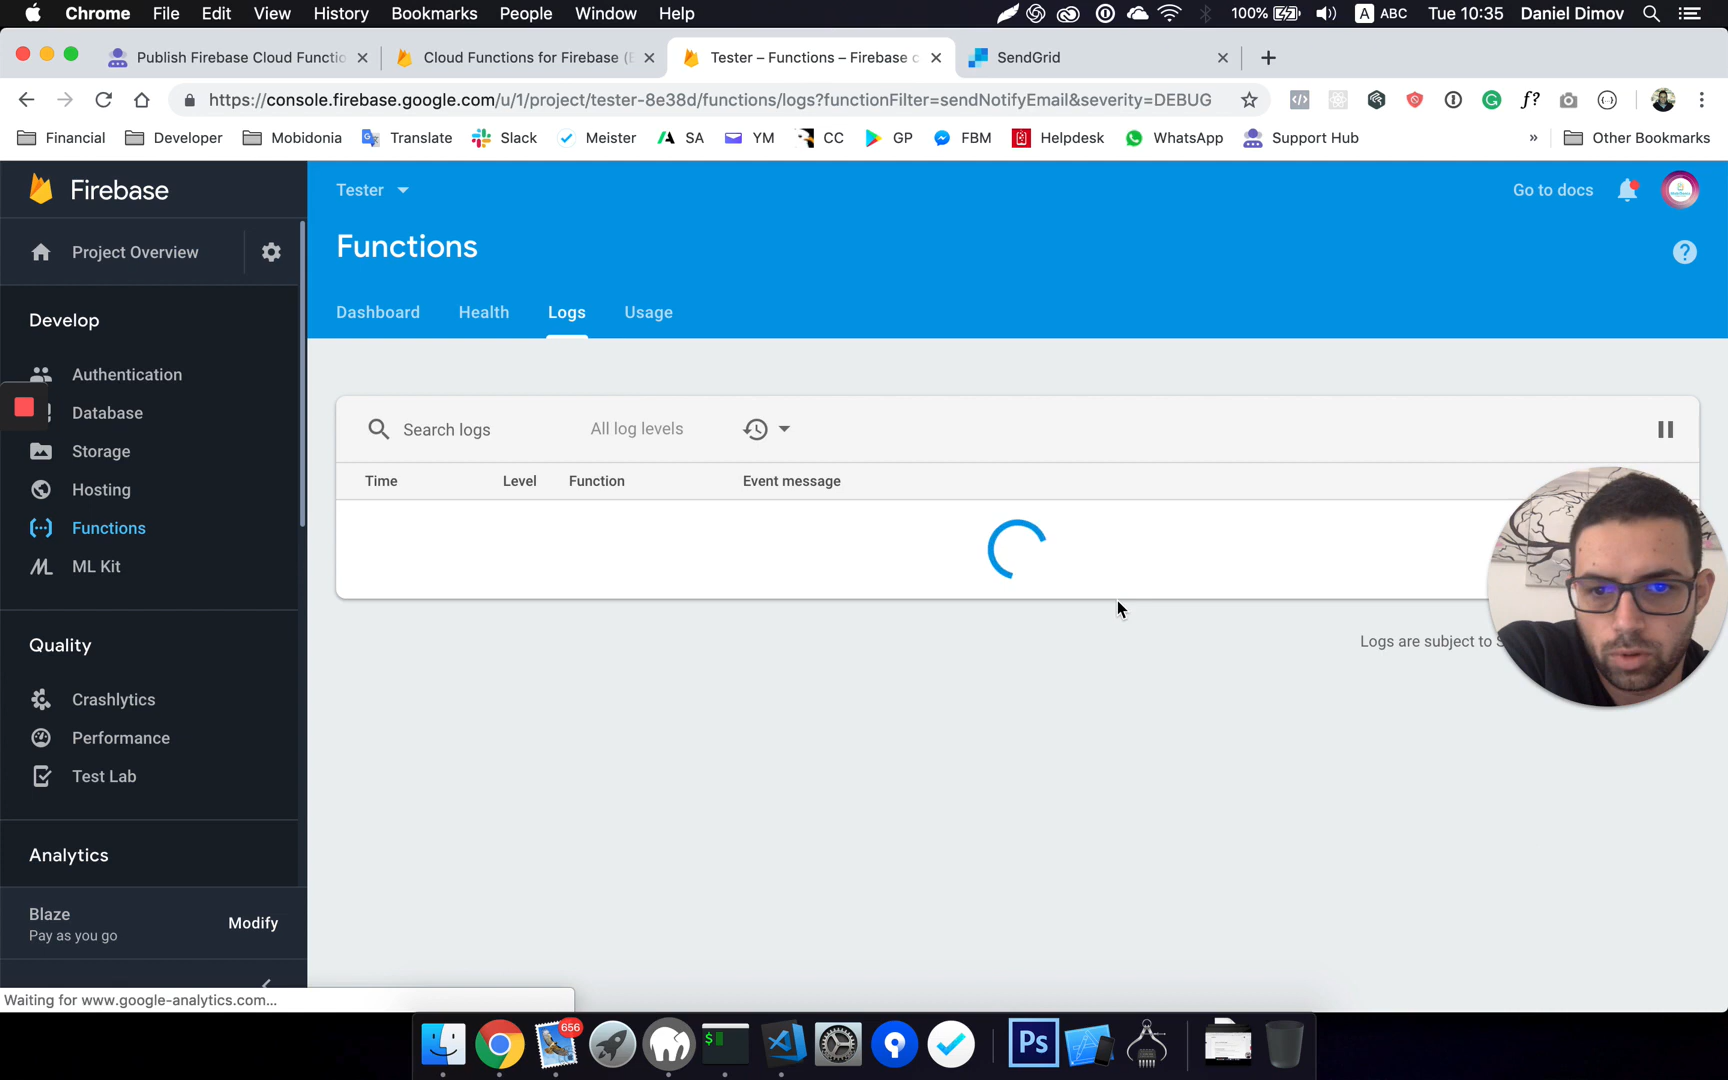 Chrome File Edit View History Bookmarks People Window Help
100% A ABC Tue 10:35 Daniel Dimov
Publish Firebase Cloud Functio
Cloud Functions for Firebase (
Tester – Functions – Firebase c
SendGrid
https://console.firebase.google.com/u/1/project/tester-8e38d/functions/logs?functionFilter=sendNotifyEmail&severity=DEBUG
f?
Financial Developer Mobidonia Translate Slack Meister SA YM CC GP FBM Helpdesk WhatsApp Support Hub » Other Bookmarks
Firebase
Tester
Go to docs
Project Overview
Functions
?
Dashboard Health Logs Usage
Develop
Authentication
Database
Storage
Hosting
Functions
ML Kit
Search logs
All log levels
Time Level Function Event message
Logs are subject to
Quality
Crashlytics
Performance
Test Lab
Analytics
Blaze
Pay as you go
Modify
Waiting for www.google-analytics.com...
656
$
Ps